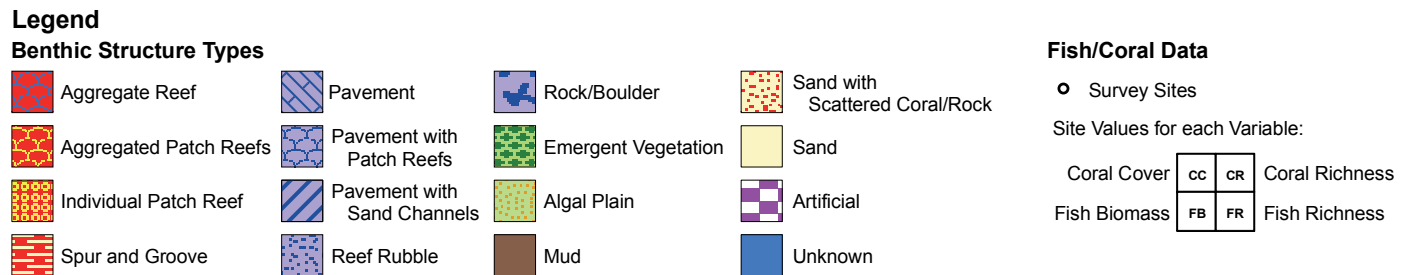 Legend
Benthic Structure Types
Aggregate Reef
Aggregated Patch Reefs
Individual Patch Reef
Spur and Groove
Pavement
Pavement with
Patch Reefs
Pavement with
Sand Channels
Reef Rubble
Rock/Boulder
Emergent Vegetation
Algal Plain
Mud
Sand with
Scattered Coral/Rock
Sand
Artificial
Unknown
Fish/Coral Data
Survey Sites
Site Values for each Variable:
Coral Cover CC CR Coral Richness
Fish Biomass FB FR Fish Richness